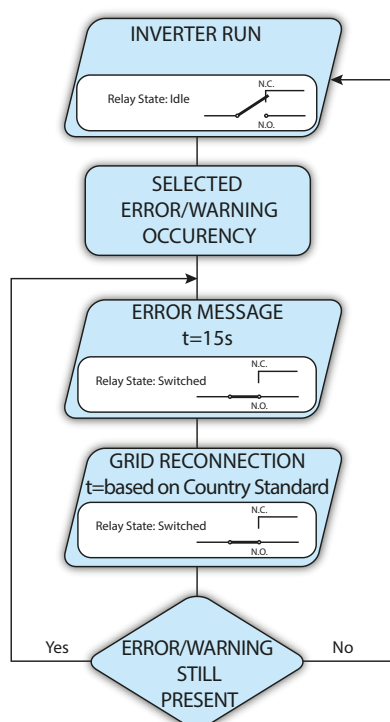 INVERTER RUN
N.C.
Relay State: Idle
N.O.
SELECTED
ERROR/WARNING
OCCURENCY
ERROR MESSAGE
t=15s
N.C.
Relay State: Switched
N.O.
GRID RECONNECTION
t=based on Country Standard
N.C.
Relay State: Switched
N.O.
Yes
No
ERROR/WARNING
STILL
PRESENT